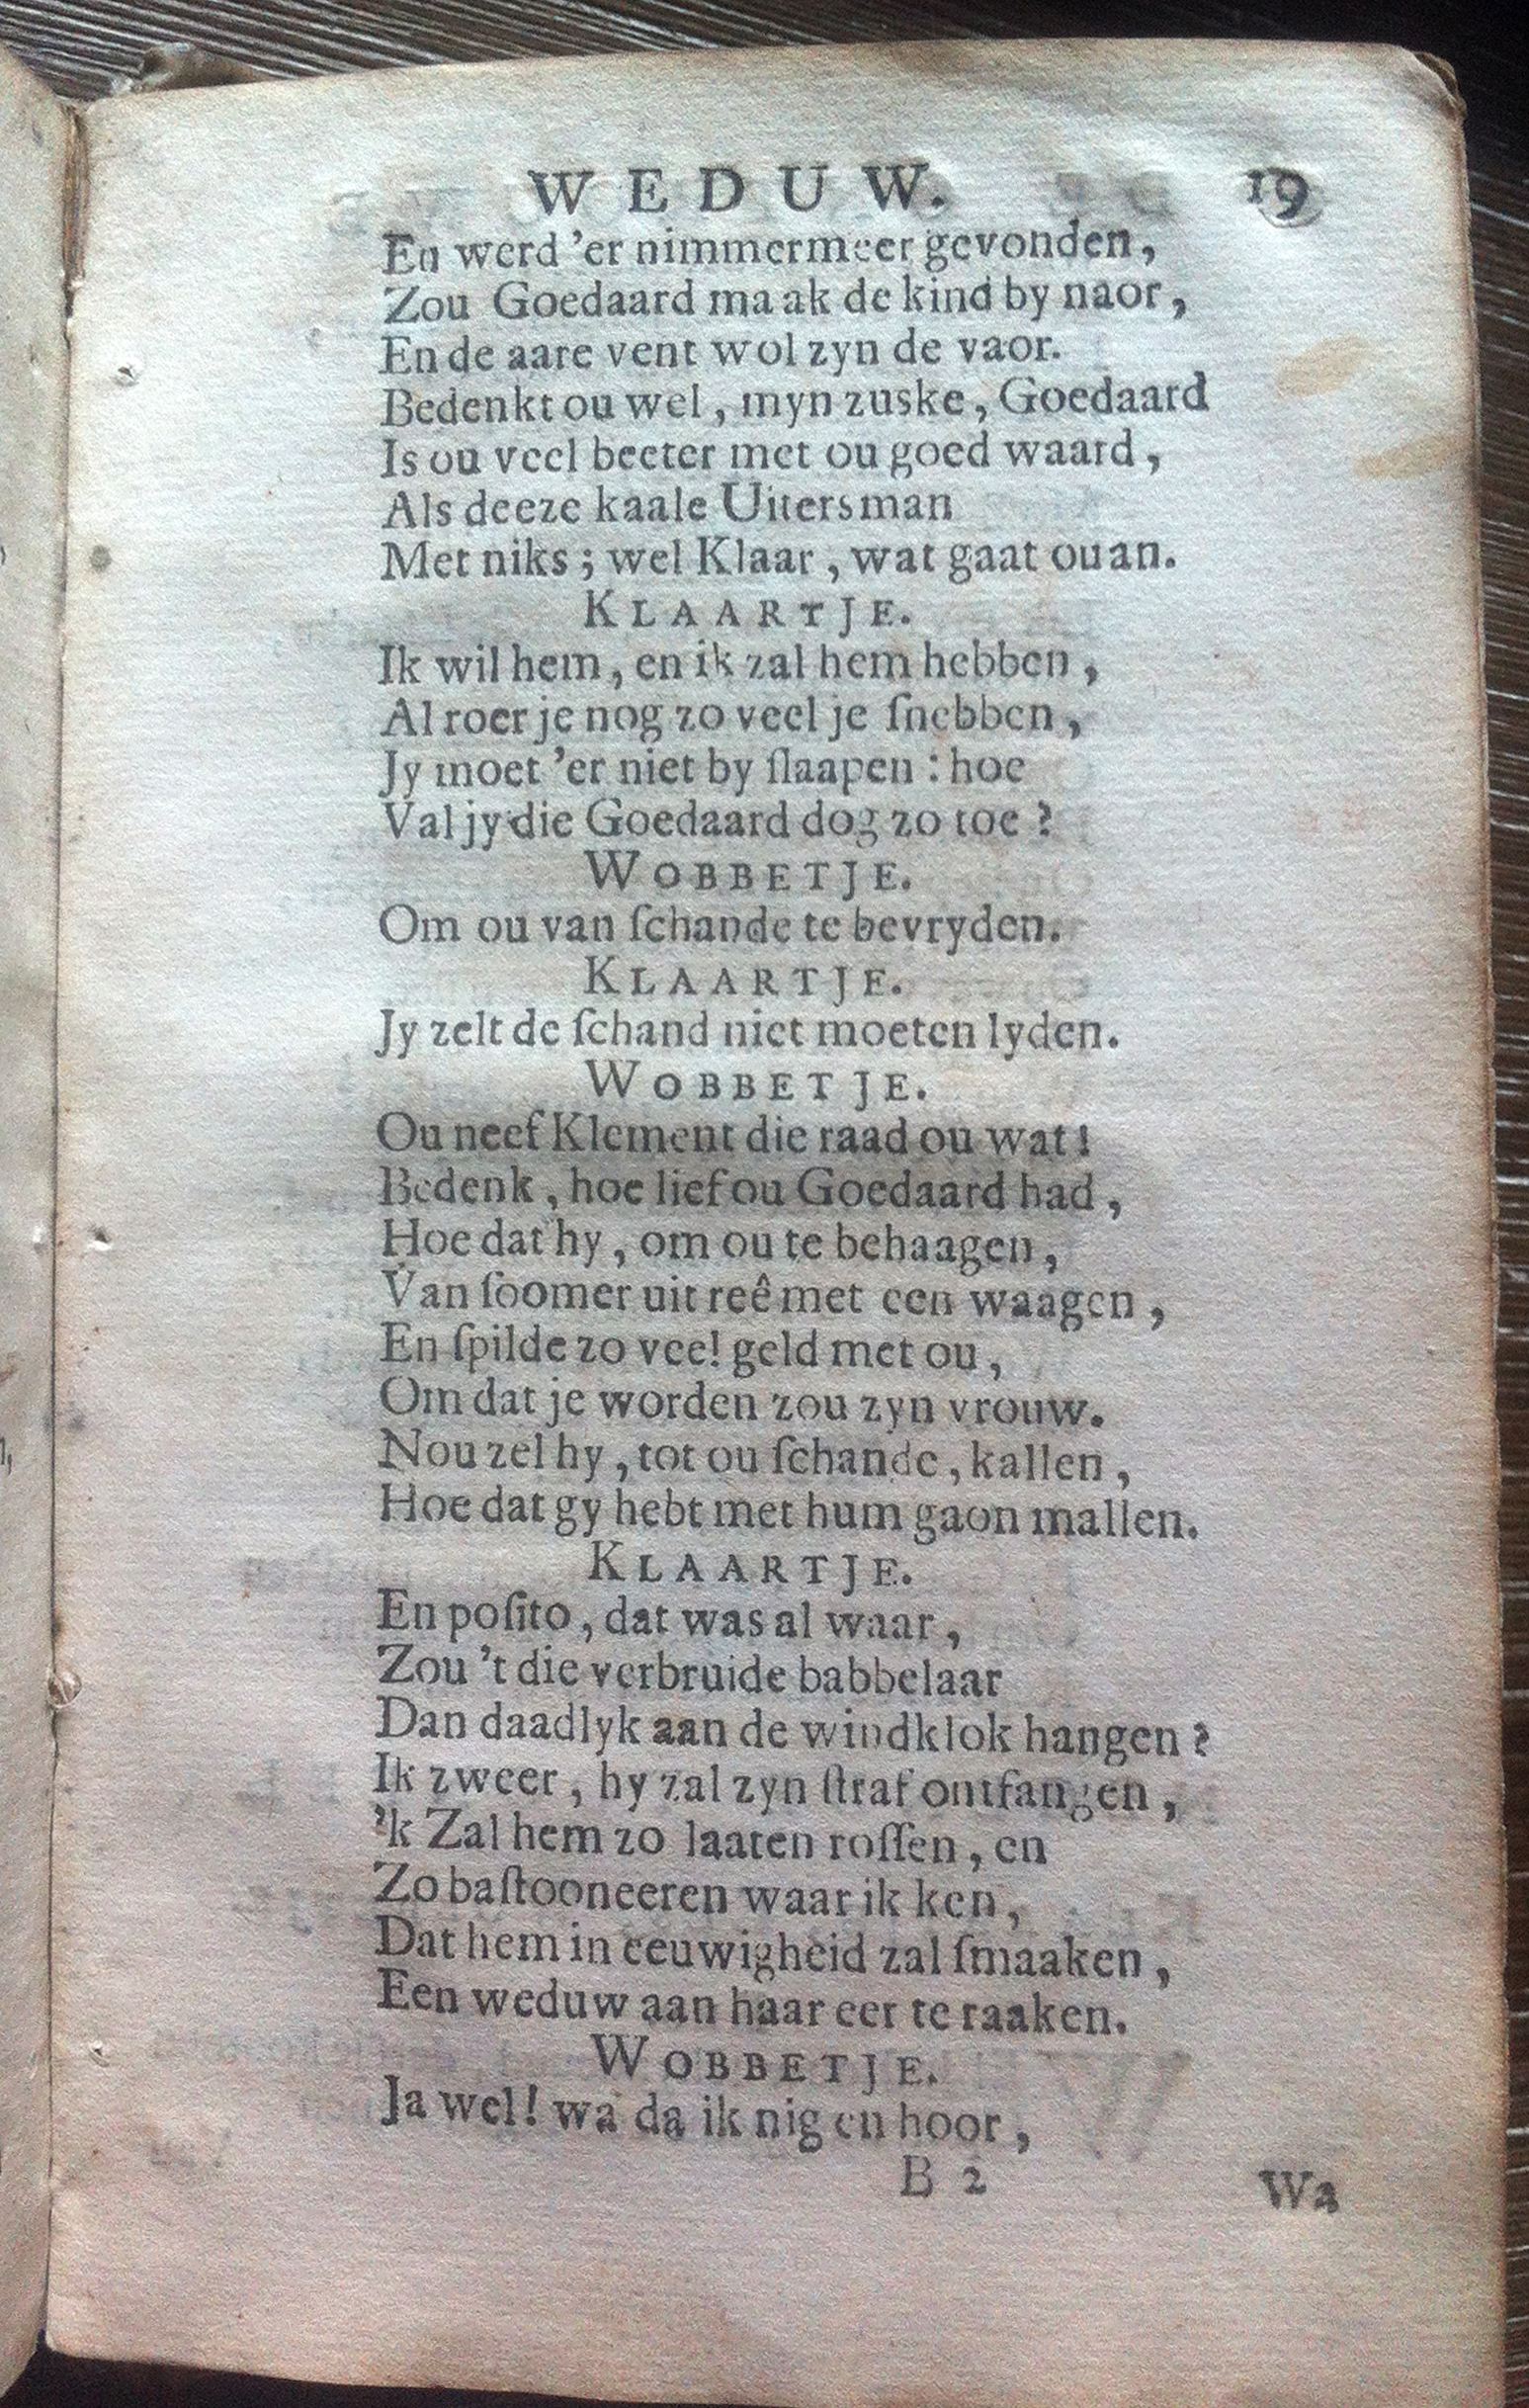 WEDUW. 19
En werd 'er nimmermeer gevonden,
Zou Goedaard maak de kind by naor,
En de aare vent wol zyn de vaor.
Bedenkt ou wel, myn zuske, Goedaard
Is ou veel beeter met ou goed waard,
Als deeze kaale Uitersman
Met niks; wel Klaar, wat gaat ou an.
KLAARTJE.
Ik wil hem, en ik zal hem hebben,
Al roer je nog zo veel je ſnebben,
Jy moet 'er niet by ſlaapen: hoe
Val jy die Goedaard dog zo toe?
WOBBETJE.
Om ou van ſchande te bevryden.
KLAARTJE.
Jy zelt de ſchand niet moeten lyden.
WOBBETJE.
Ou neef Klement die raad ou wat!
Bedenk, hoe lief ou Goedaard had,
Hoe dat hy, om ou te behaagen,
Van ſoomer uit reê met een waagen,
En ſpilde zo veel geld met ou,
Om dat je worden zou zyn vrouw.
Nou zel hy, tot ou ſchande, kallen,
Hoe dat gy hebt met hum gaon mallen.
KLAARTJE.
En poſito, dat was al waar,
Zou 't die verbruide babbelaar
Dan daadlyk aan de windklok hangen?
Ik zweer, hy zal zyn ſtraf ontfangen,
'k Zal hem zo laaten roſſen, en
Zo baſtooneeren waar ik ken,
Dat hem in eeuwigheid zal ſmaaken,
Een weduw aan haar eer te raaken.
WOBBETJE.
Ja wel! wa da ik nig en hoor,
B 2 Wa